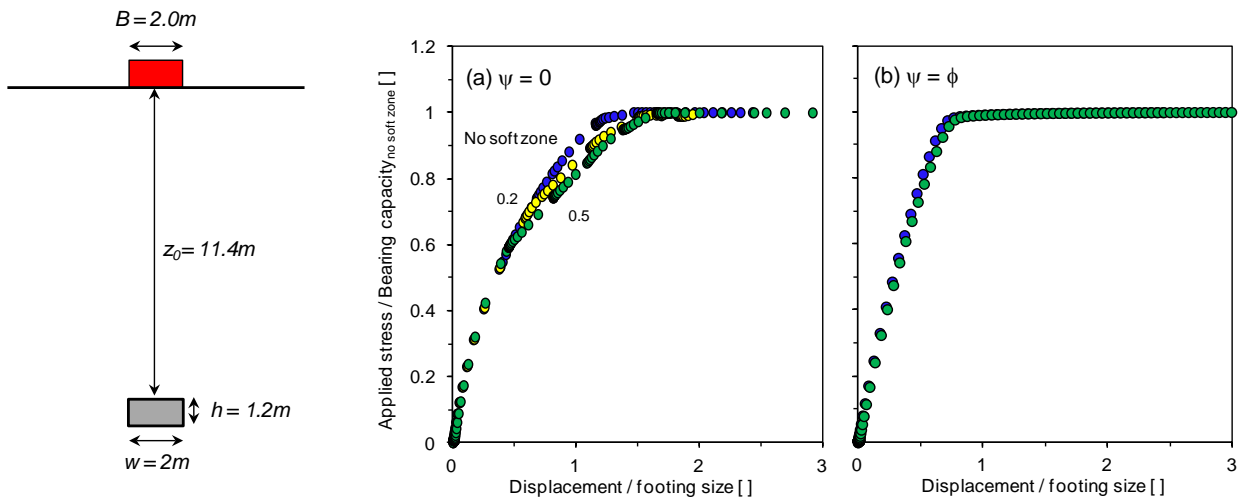 B = 2.0m
z0 = 11.4m
h = 1.2m
w = 2m
Applied stress / Bearing capacity no soft zone [ ]
1.2
1
0.8
0.6
0.4
0.2
0
(a) ψ = 0
No soft zone
0.2
0.5
0 1 2 3
Displacement / footing size [ ]
(b) ψ = ϕ
0 1 2 3
Displacement / footing size [ ]